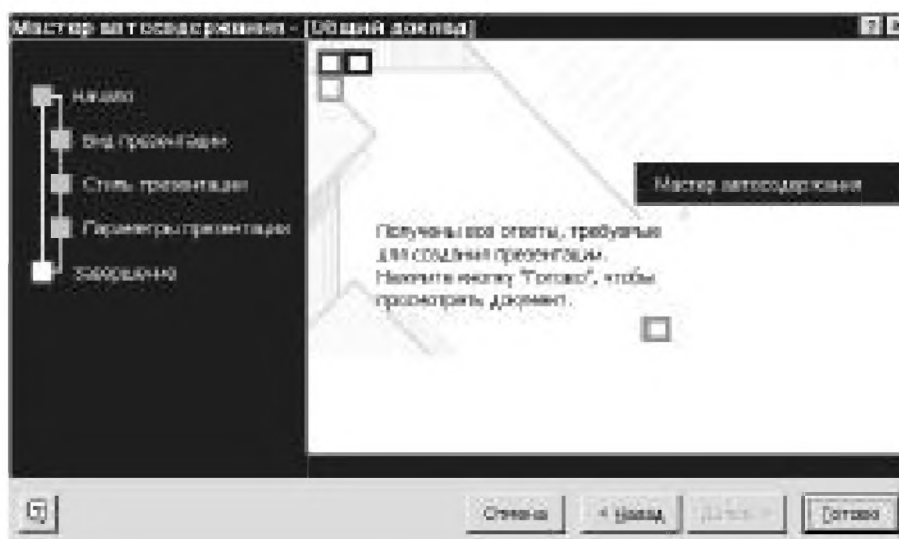 Мастер автосодержания - [Общий доклад]
Начало
Вид презентации
Стиль презентации
Параметры презентации
Завершение
Мастер автосодержания
Получены все ответы, требуемые
для создания презентации.
Нажмите кнопку "Готово", чтобы
просмотреть документ.
Отмена
< Назад
Далее >
Готово